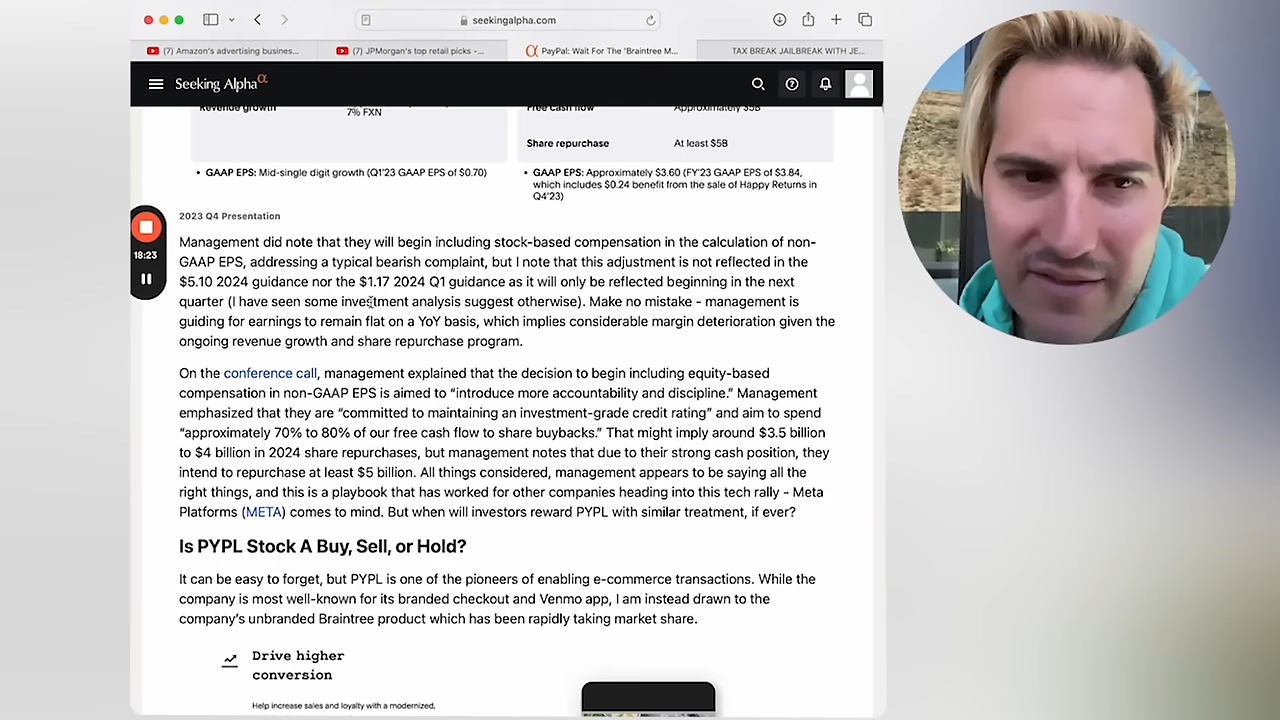 seekingalpha.com
(7) Amazon's advertising busines...
(7) JPMorgan's top retail picks -...
PayPal: Wait For The 'Braintree M...
TAX BREAK JAILBREAK WITH JE...
Seeking Alpha α
Revenue growth
7% FXN
Free cash flow
Approximately $5B
Share repurchase
At least $5B
• GAAP EPS: Mid-single digit growth (Q1'23 GAAP EPS of $0.70)
• GAAP EPS: Approximately $3.60 (FY'23 GAAP EPS of $3.84,
which includes $0.24 benefit from the sale of Happy Returns in
Q4'23)
2023 Q4 Presentation
18:23
Management did note that they will begin including stock-based compensation in the calculation of non-
GAAP EPS, addressing a typical bearish complaint, but I note that this adjustment is not reflected in the
$5.10 2024 guidance nor the $1.17 2024 Q1 guidance as it will only be reflected beginning in the next
quarter (I have seen some investment analysis suggest otherwise). Make no mistake - management is
guiding for earnings to remain flat on a YoY basis, which implies considerable margin deterioration given the
ongoing revenue growth and share repurchase program.
On the conference call, management explained that the decision to begin including equity-based
compensation in non-GAAP EPS is aimed to “introduce more accountability and discipline.” Management
emphasized that they are “committed to maintaining an investment-grade credit rating” and aim to spend
“approximately 70% to 80% of our free cash flow to share buybacks.” That might imply around $3.5 billion
to $4 billion in 2024 share repurchases, but management notes that due to their strong cash position, they
intend to repurchase at least $5 billion. All things considered, management appears to be saying all the
right things, and this is a playbook that has worked for other companies heading into this tech rally - Meta
Platforms (META) comes to mind. But when will investors reward PYPL with similar treatment, if ever?
Is PYPL Stock A Buy, Sell, or Hold?
It can be easy to forget, but PYPL is one of the pioneers of enabling e-commerce transactions. While the
company is most well-known for its branded checkout and Venmo app, I am instead drawn to the
company's unbranded Braintree product which has been rapidly taking market share.
Drive higher
conversion
Help increase sales and loyalty with a modernized,